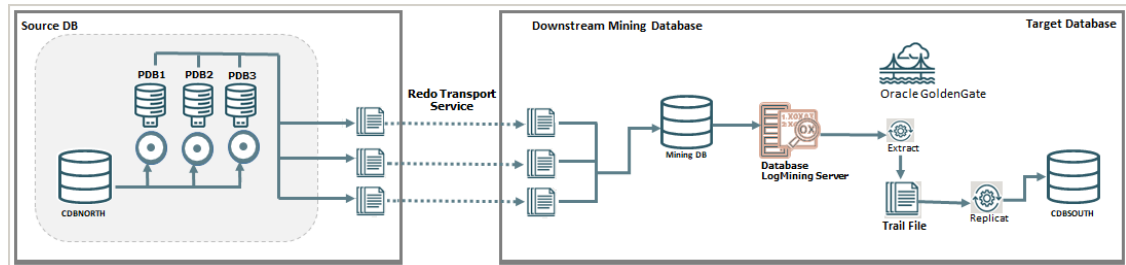 Source DB
Downstream Mining Database
Target Database
PDB1 PDB2 PDB3
Redo Transport
Service
Oracle GoldenGate
CDBNORTH
Mining DB
Database
LogMining Server
Extract
Trail File
Replicat
CDBSOUTH